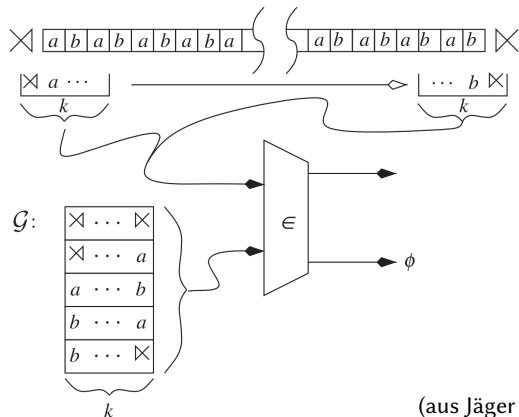 ⋊ a b a b a b a b a a b a b a b a b ⋉
⋊ a ··· ··· b ⋉
k k
∈
ϕ
𝒢:
⋊ ··· ⋉
⋊ ··· a
a ··· b
b ··· a
b ··· ⋉
k
(aus Jäger